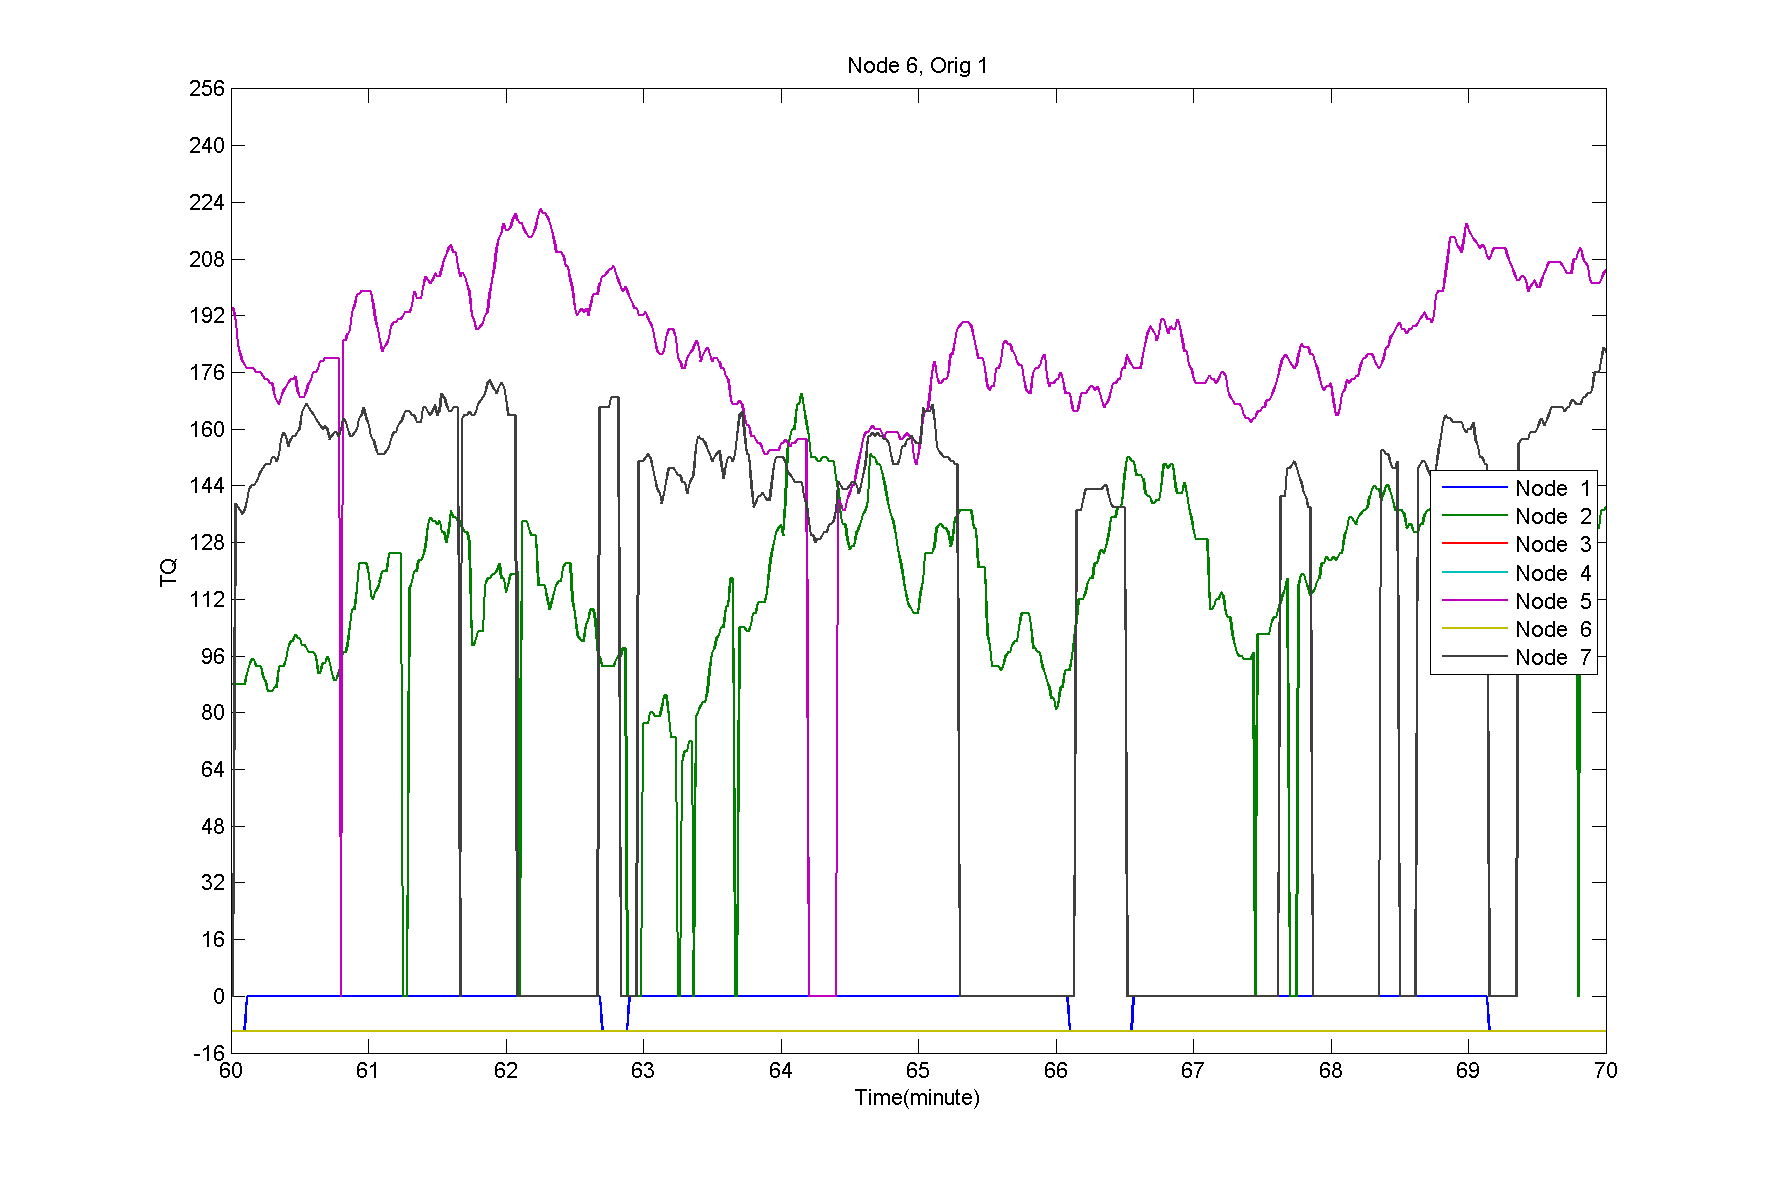 Node 6, Orig 1
256
240
224
208
192
176
160
144
128
112
96
80
64
48
32
16
0
-16
TQ
60 61 62 63 64 65 66 67 68 69 70
Time(minute)
Node 1
Node 2
Node 3
Node 4
Node 5
Node 6
Node 7